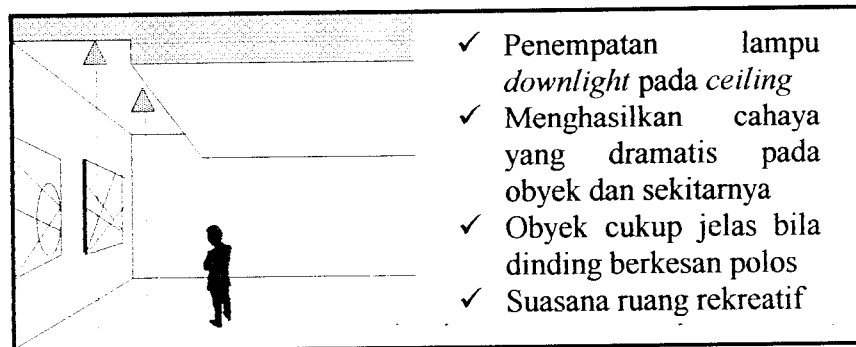 ✓ Penempatan lampu
downlight pada ceiling
✓ Menghasilkan cahaya
yang dramatis pada
obyek dan sekitarnya
✓ Obyek cukup jelas bila
dinding berkesan polos
✓ Suasana ruang rekreatif